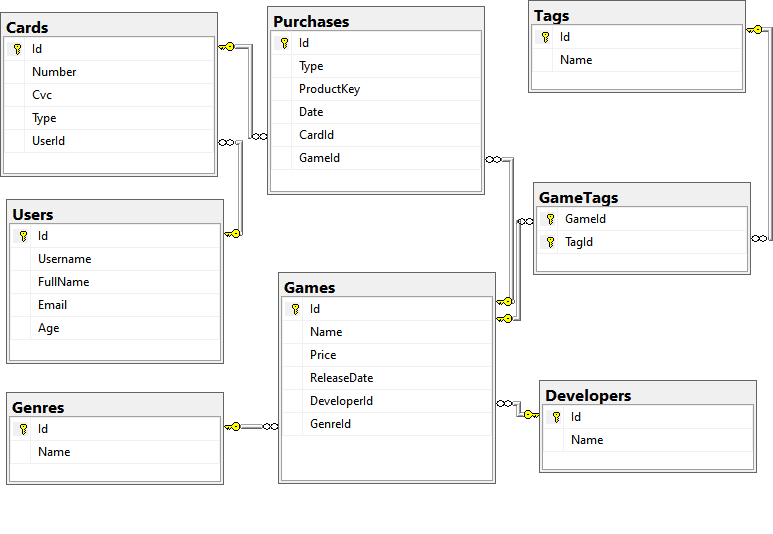 Cards
Id
Number
Cvc
Type
UserId
Purchases
Id
Type
ProductKey
Date
CardId
GameId
Tags
Id
Name
Users
Id
Username
FullName
Email
Age
GameTags
GameId
TagId
Games
Id
Name
Price
ReleaseDate
DeveloperId
GenreId
Genres
Id
Name
Developers
Id
Name